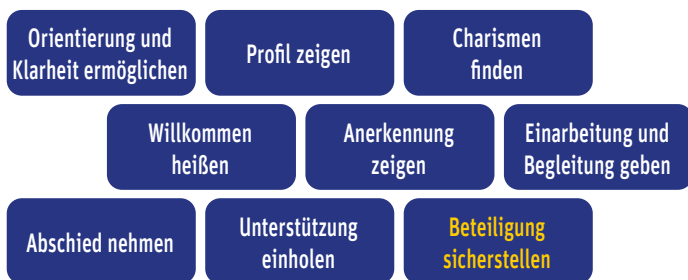 Orientierung und
Klarheit ermöglichen
Profil zeigen
Charismen
finden
Willkommen
heißen
Anerkennung
zeigen
Einarbeitung und
Begleitung geben
Abschied nehmen
Unterstützung
einholen
Beteiligung
sicherstellen